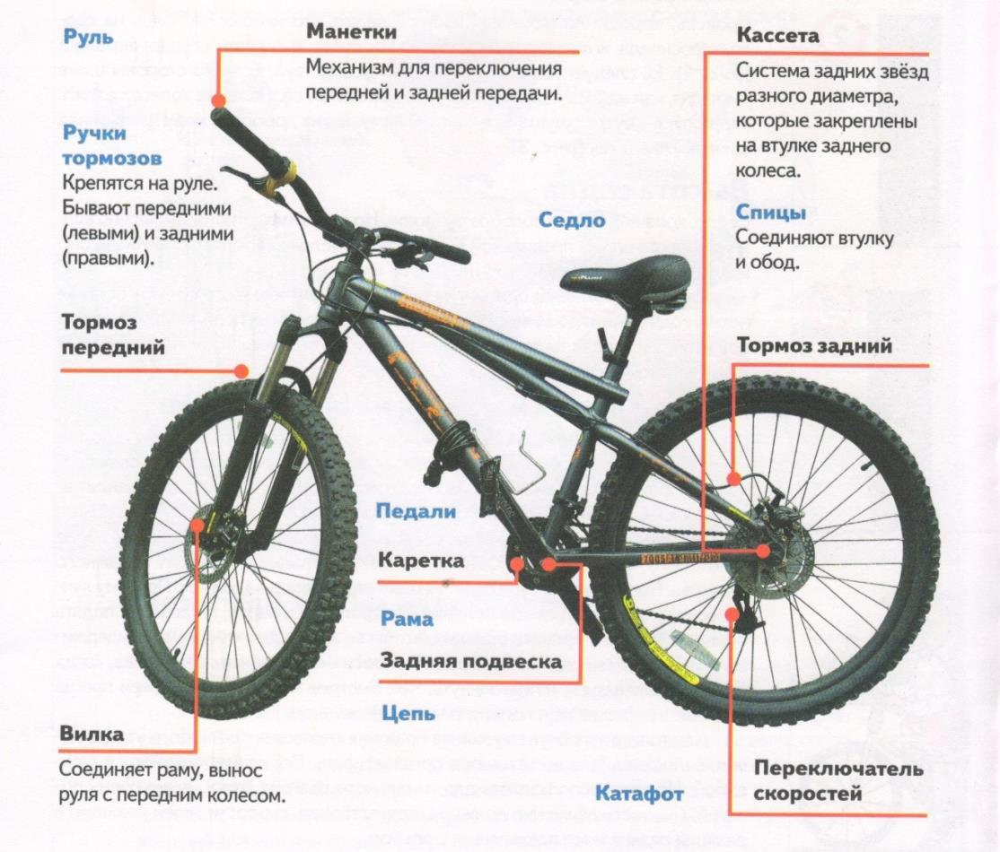 Руль
Манетки
Механизм для переключения
передней и задней передачи.
Кассета
Система задних звёзд
разного диаметра,
которые закреплены
на втулке заднего
колеса.
Ручки
тормозов
Крепятся на руле.
Бывают передними
(левыми) и задними
(правыми).
Седло
Спицы
Соединяют втулку
и обод.
Тормоз
передний
Тормоз задний
Педали
Каретка
Рама
Задняя подвеска
Цепь
Вилка
Соединяет раму, вынос
руля с передним колесом.
Катафот
Переключатель
скоростей